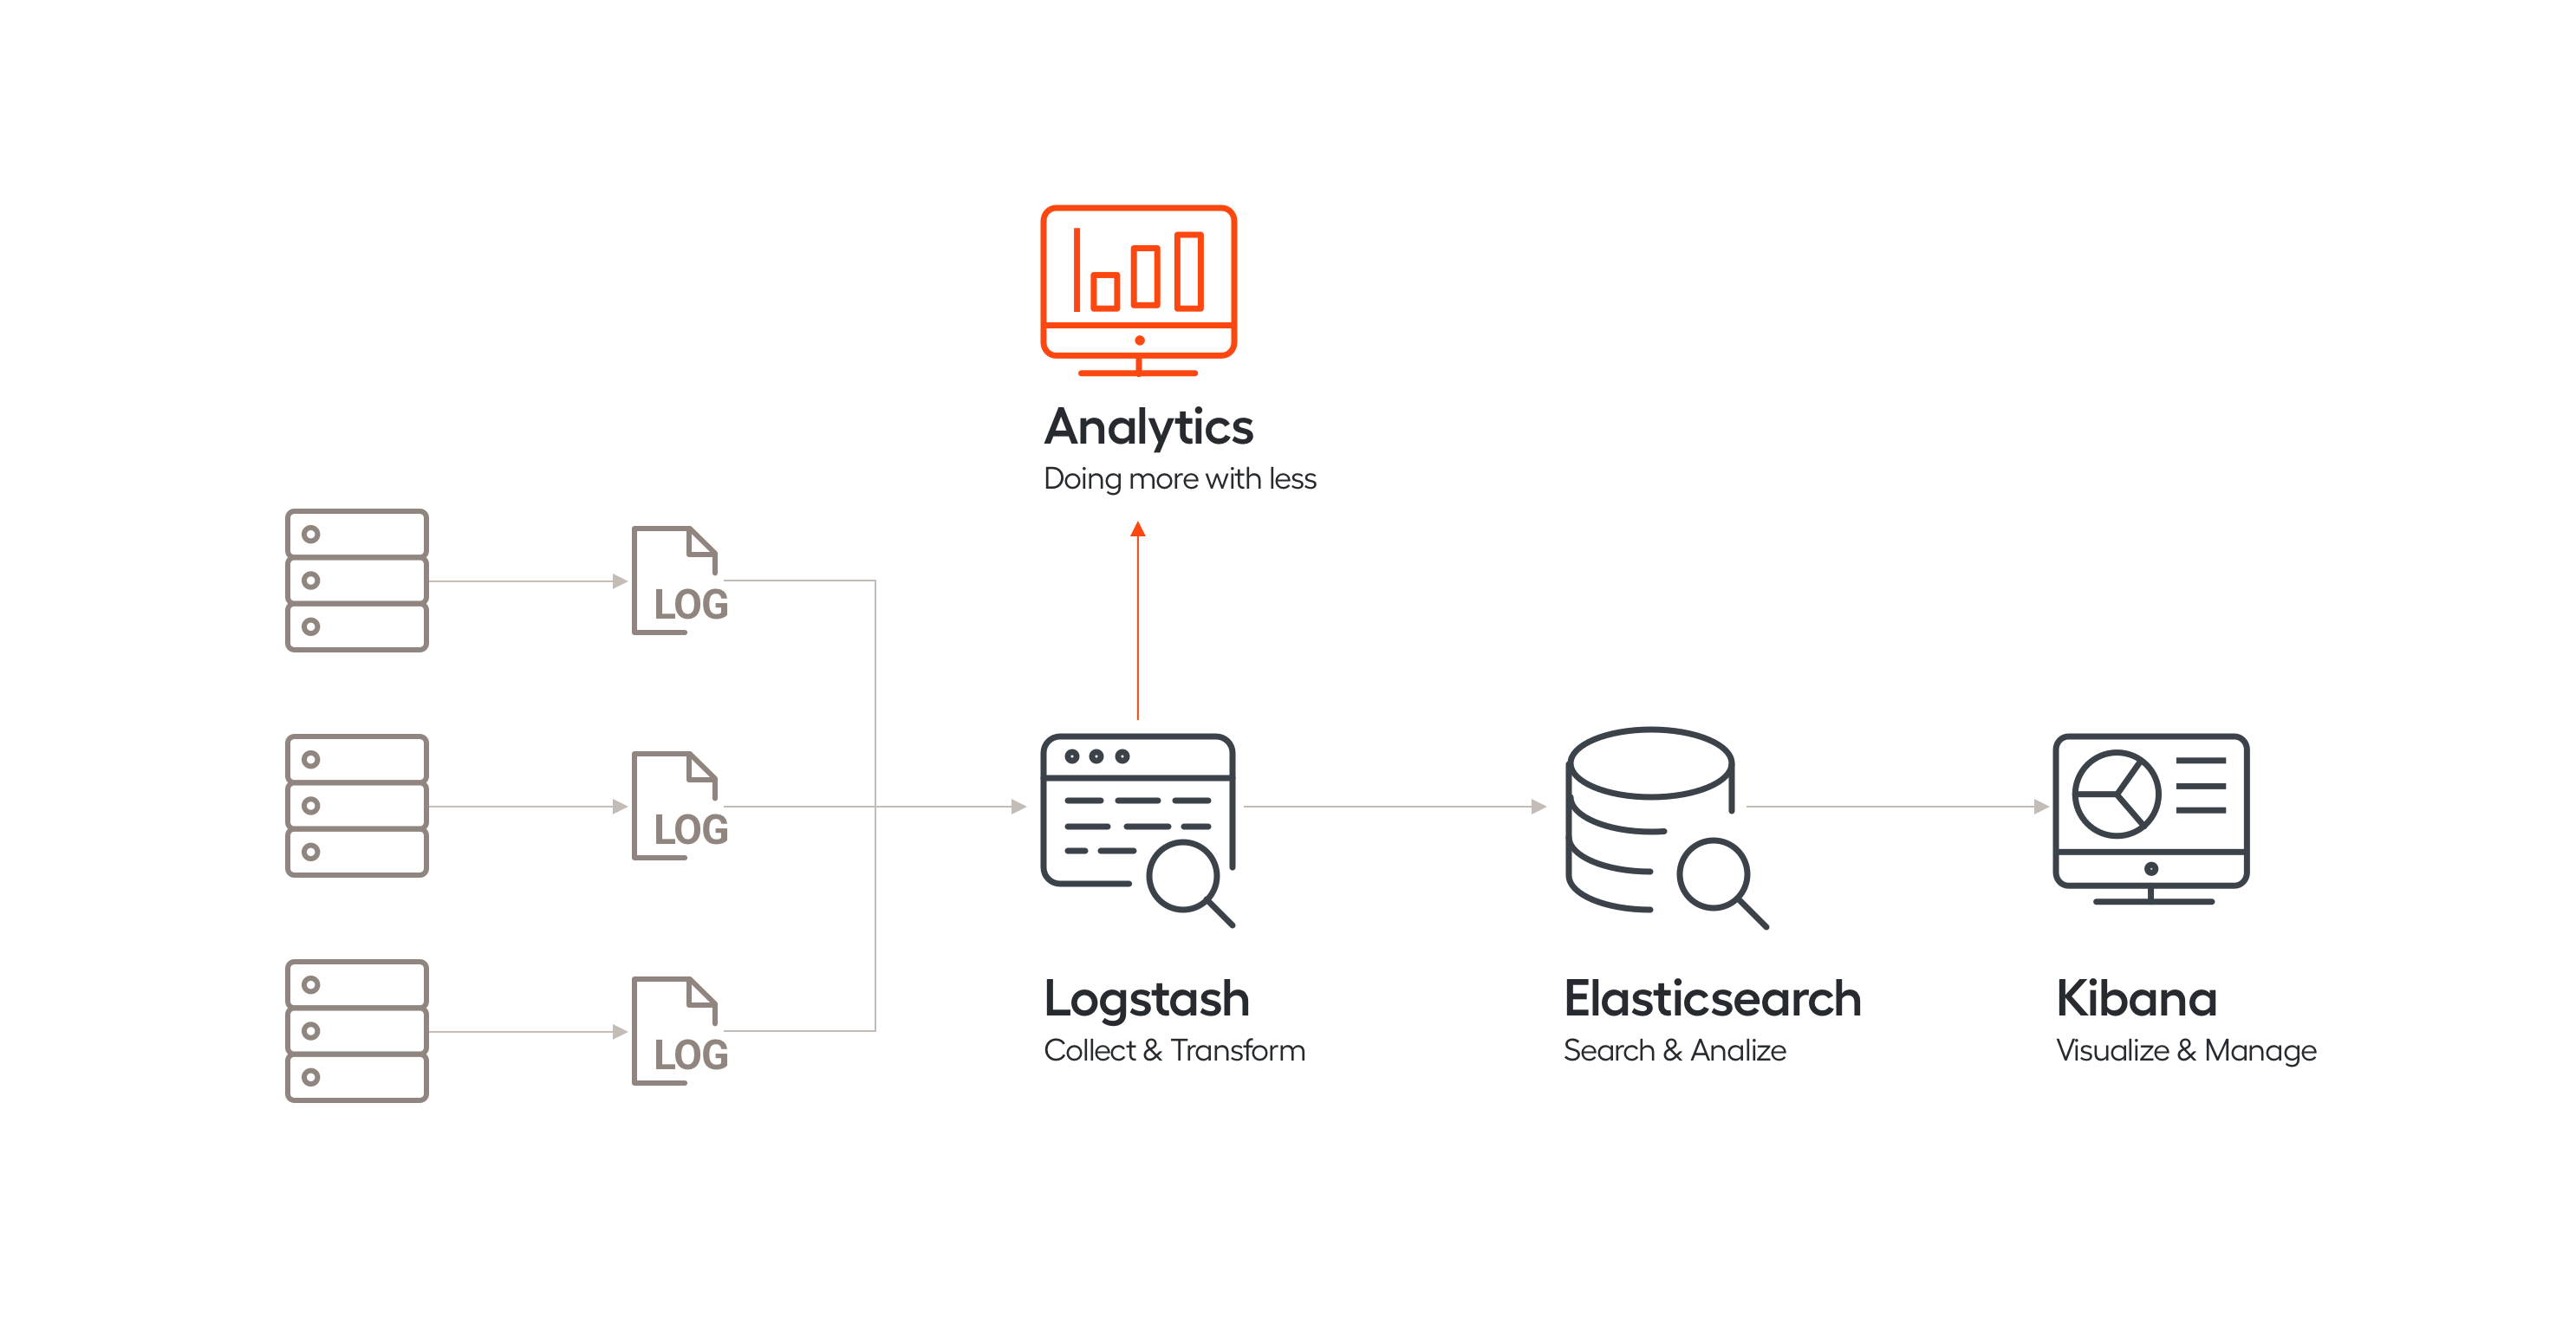 Analytics
Doing more with less
LOG
LOG
LOG
Logstash
Collect & Transform
Elasticsearch
Search & Analize
Kibana
Visualize & Manage